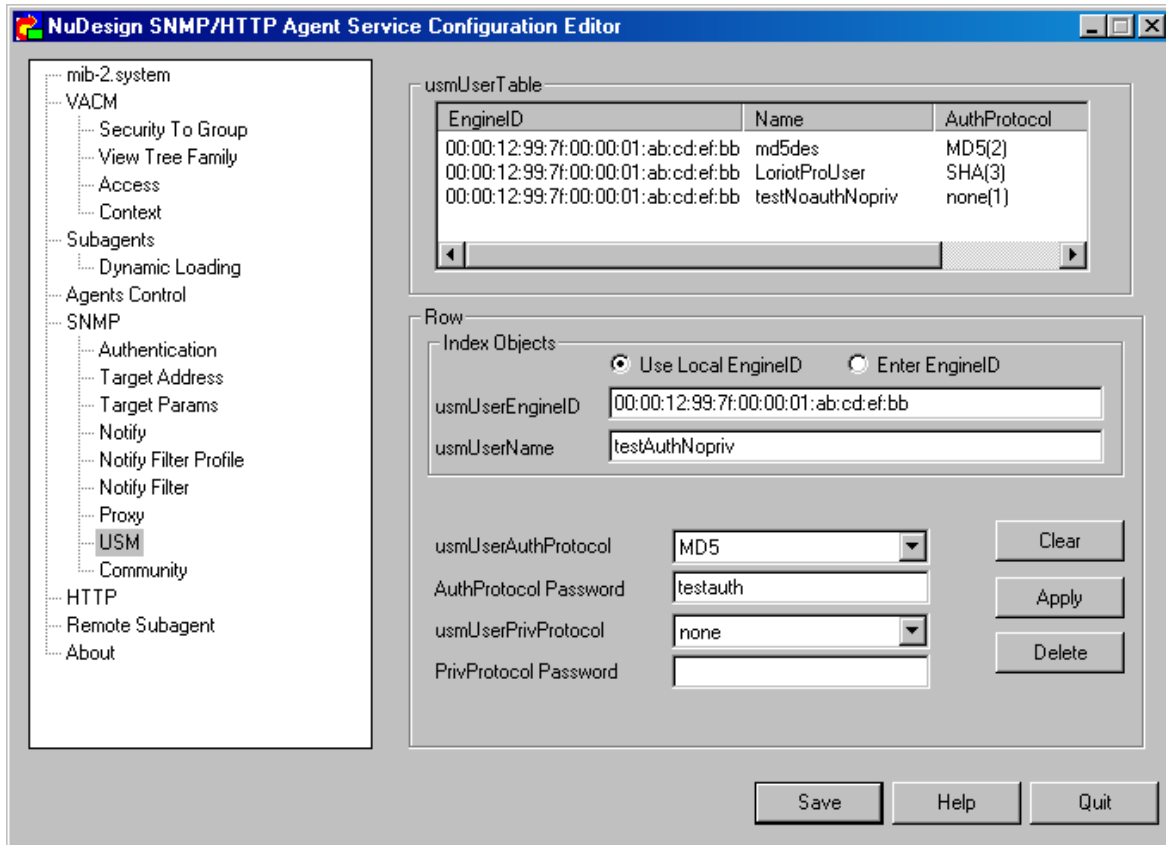 NuDesign SNMP/HTTP Agent Service Configuration Editor
mib-2.system
VACM
Security To Group
View Tree Family
Access
Context
Subagents
Dynamic Loading
Agents Control
SNMP
Authentication
Target Address
Target Params
Notify
Notify Filter Profile
Notify Filter
Proxy
USM
Community
HTTP
Remote Subagent
About
usmUserTable
EngineID Name AuthProtocol
00:00:12:99:7f:00:00:01:ab:cd:ef:bb md5des MD5(2)
00:00:12:99:7f:00:00:01:ab:cd:ef:bb LoriotProUser SHA(3)
00:00:12:99:7f:00:00:01:ab:cd:ef:bb testNoauthNopriv none(1)
Row
Index Objects
Use Local EngineID Enter EngineID
usmUserEngineID 00:00:12:99:7f:00:00:01:ab:cd:ef:bb
usmUserName testAuthNopriv
usmUserAuthProtocol MD5 Clear
AuthProtocol Password testauth Apply
usmUserPrivProtocol none Delete
PrivProtocol Password
Save Help Quit